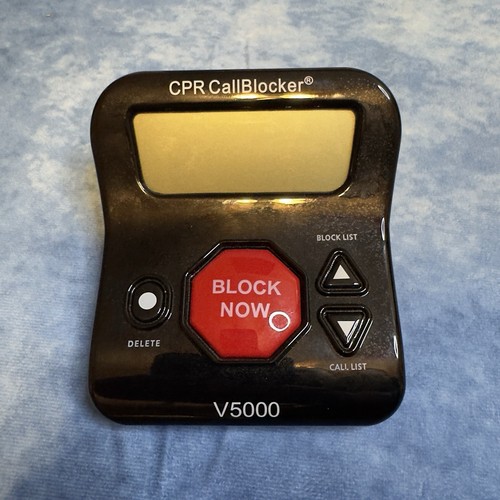 CPR CallBlocker®
BLOCK LIST
BLOCK
NOW
DELETE
CALL LIST
V5000